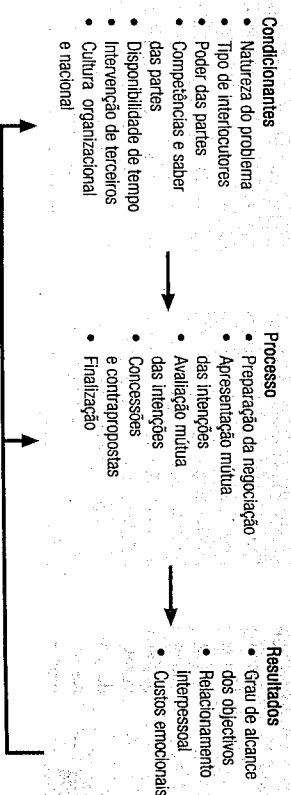 Condicionantes
• Natureza do problema
• Tipo de interlocutores
• Poder das partes
• Competências e saber
das partes
• Disponibilidade de tempo
• Intervenção de terceiros
• Cultura organizacional
e nacional
Processo
• Preparação da negociação
• Apresentação mútua
das intenções
• Avaliação mútua
das intenções
• Concessões
e contrapropostas
• Finalização
Resultados
• Grau de alcance
dos objectivos
• Relacionamento
interpessoal
• Custos emocionais